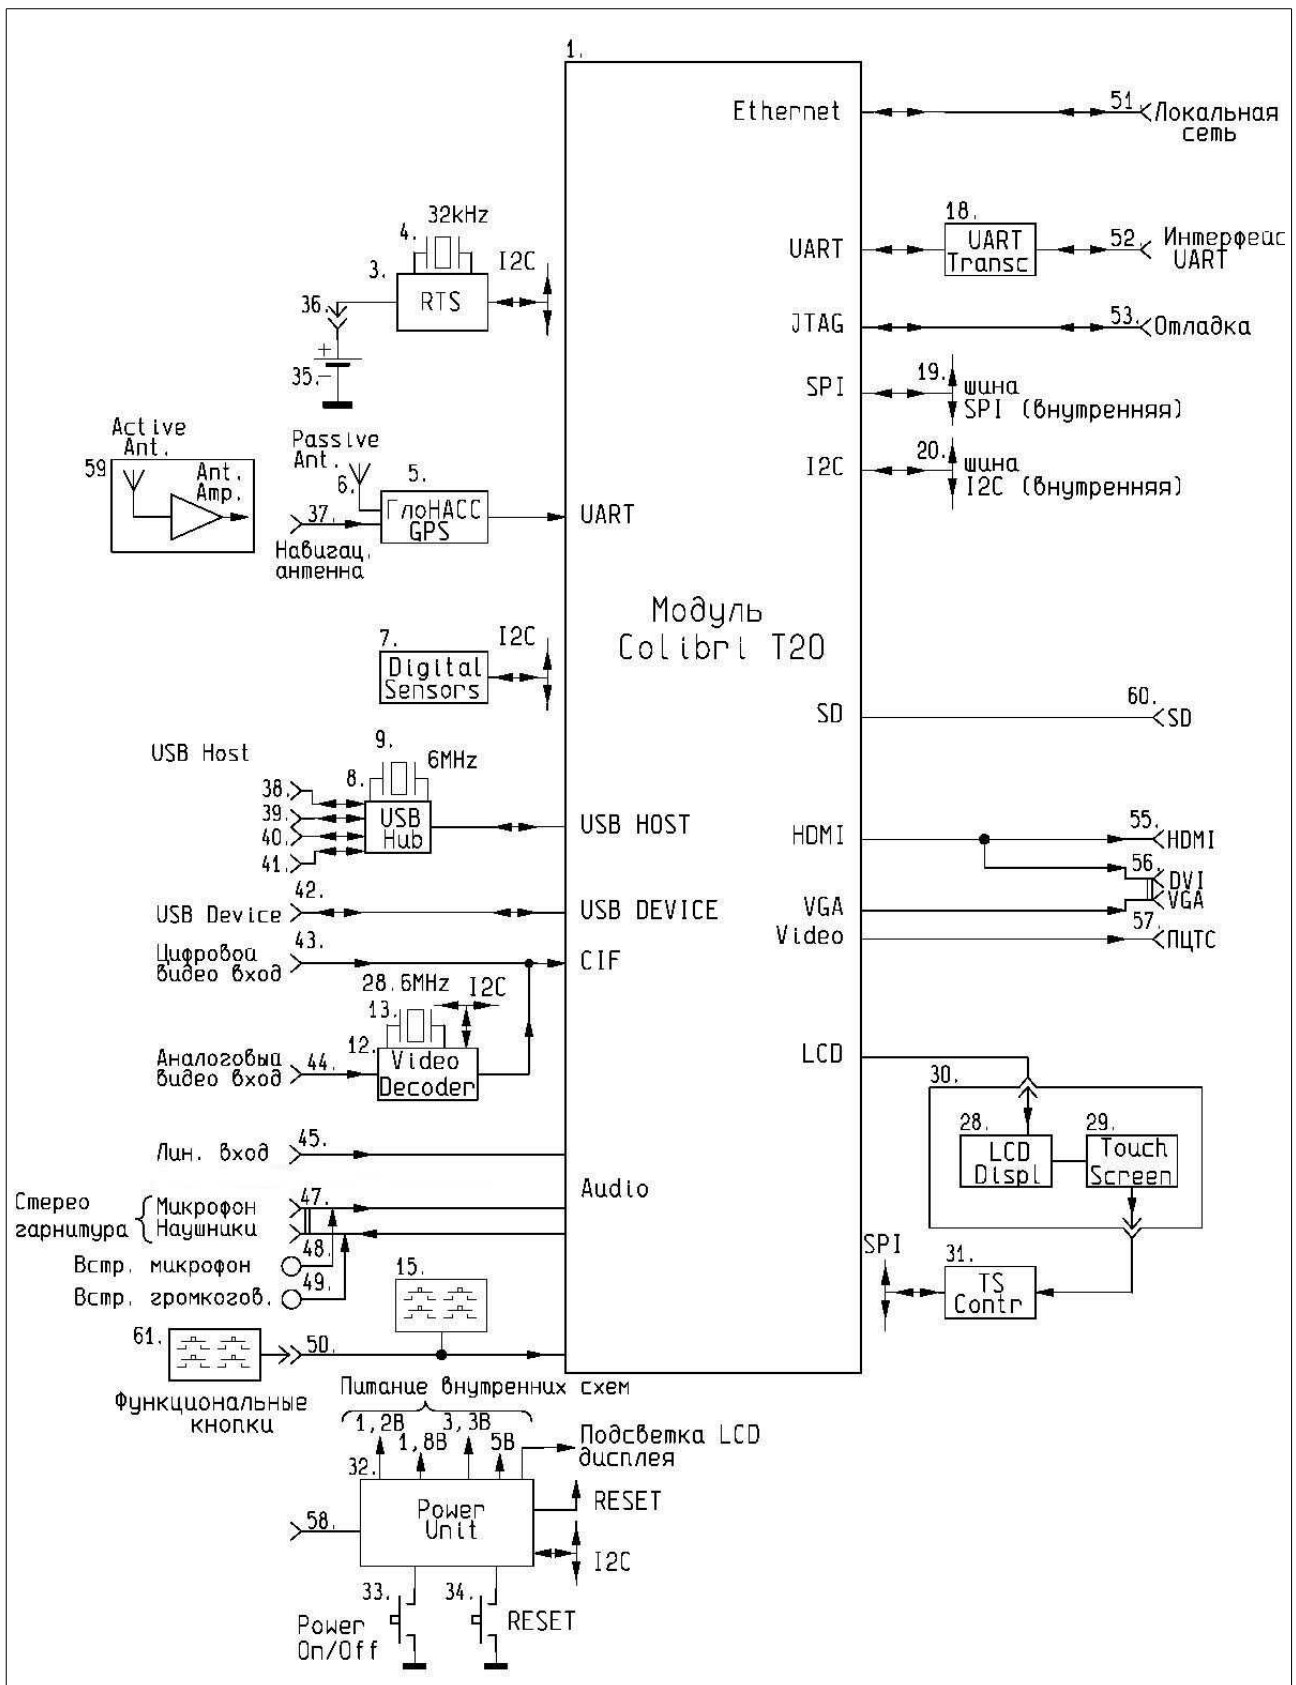 1.
Ethernet
51.
Локальная
сеть
32kHz
4.
I2C
3.
RTS
36.
+
35.
–
18.
UART
UART
Transc
52
Интерфейс
UART
JTAG
53.
Отладка
SPI
19.
шина
SPI (внутренняя)
I2C
20.
шина
I2C (внутренняя)
Active
Ant.
59
Ant.
Amp.
Passive
Ant.
6.
5.
ГлоНАСС
GPS
37.
Навигац.
антенна
UART
Модуль
Colibri T20
7.
I2C
Digital
Sensors
SD
60.
SD
USB Host
9.
6MHz
8.
38.
39.
40.
41.
USB
Hub
USB HOST
HDMI
55.
HDMI
56.
DVI
VGA
VGA
Video
57.
ПЦТС
USB Device
42.
USB DEVICE
Цифровой
видео вход
43.
CIF
28.6MHz
I2C
13.
12.
Video
Decoder
Аналоговый
видео вход
44.
LCD
30.
28.
LCD
Displ
29.
Touch
Screen
Лин. вход
45.
Audio
Стерео
гарнитура
Микрофон
Наушники
47.
48.
Встр. микрофон
49.
Встр. громкогов.
15.
SPI
31.
TS
Contr
61.
50.
Функциональные
кнопки
Питание внутренних схем
1,2В
1,8В
3,3В
5В
Подсветка LCD
дисплея
32.
Power
Unit
RESET
I2C
58.
33.
Power
On/Off
34.
RESET